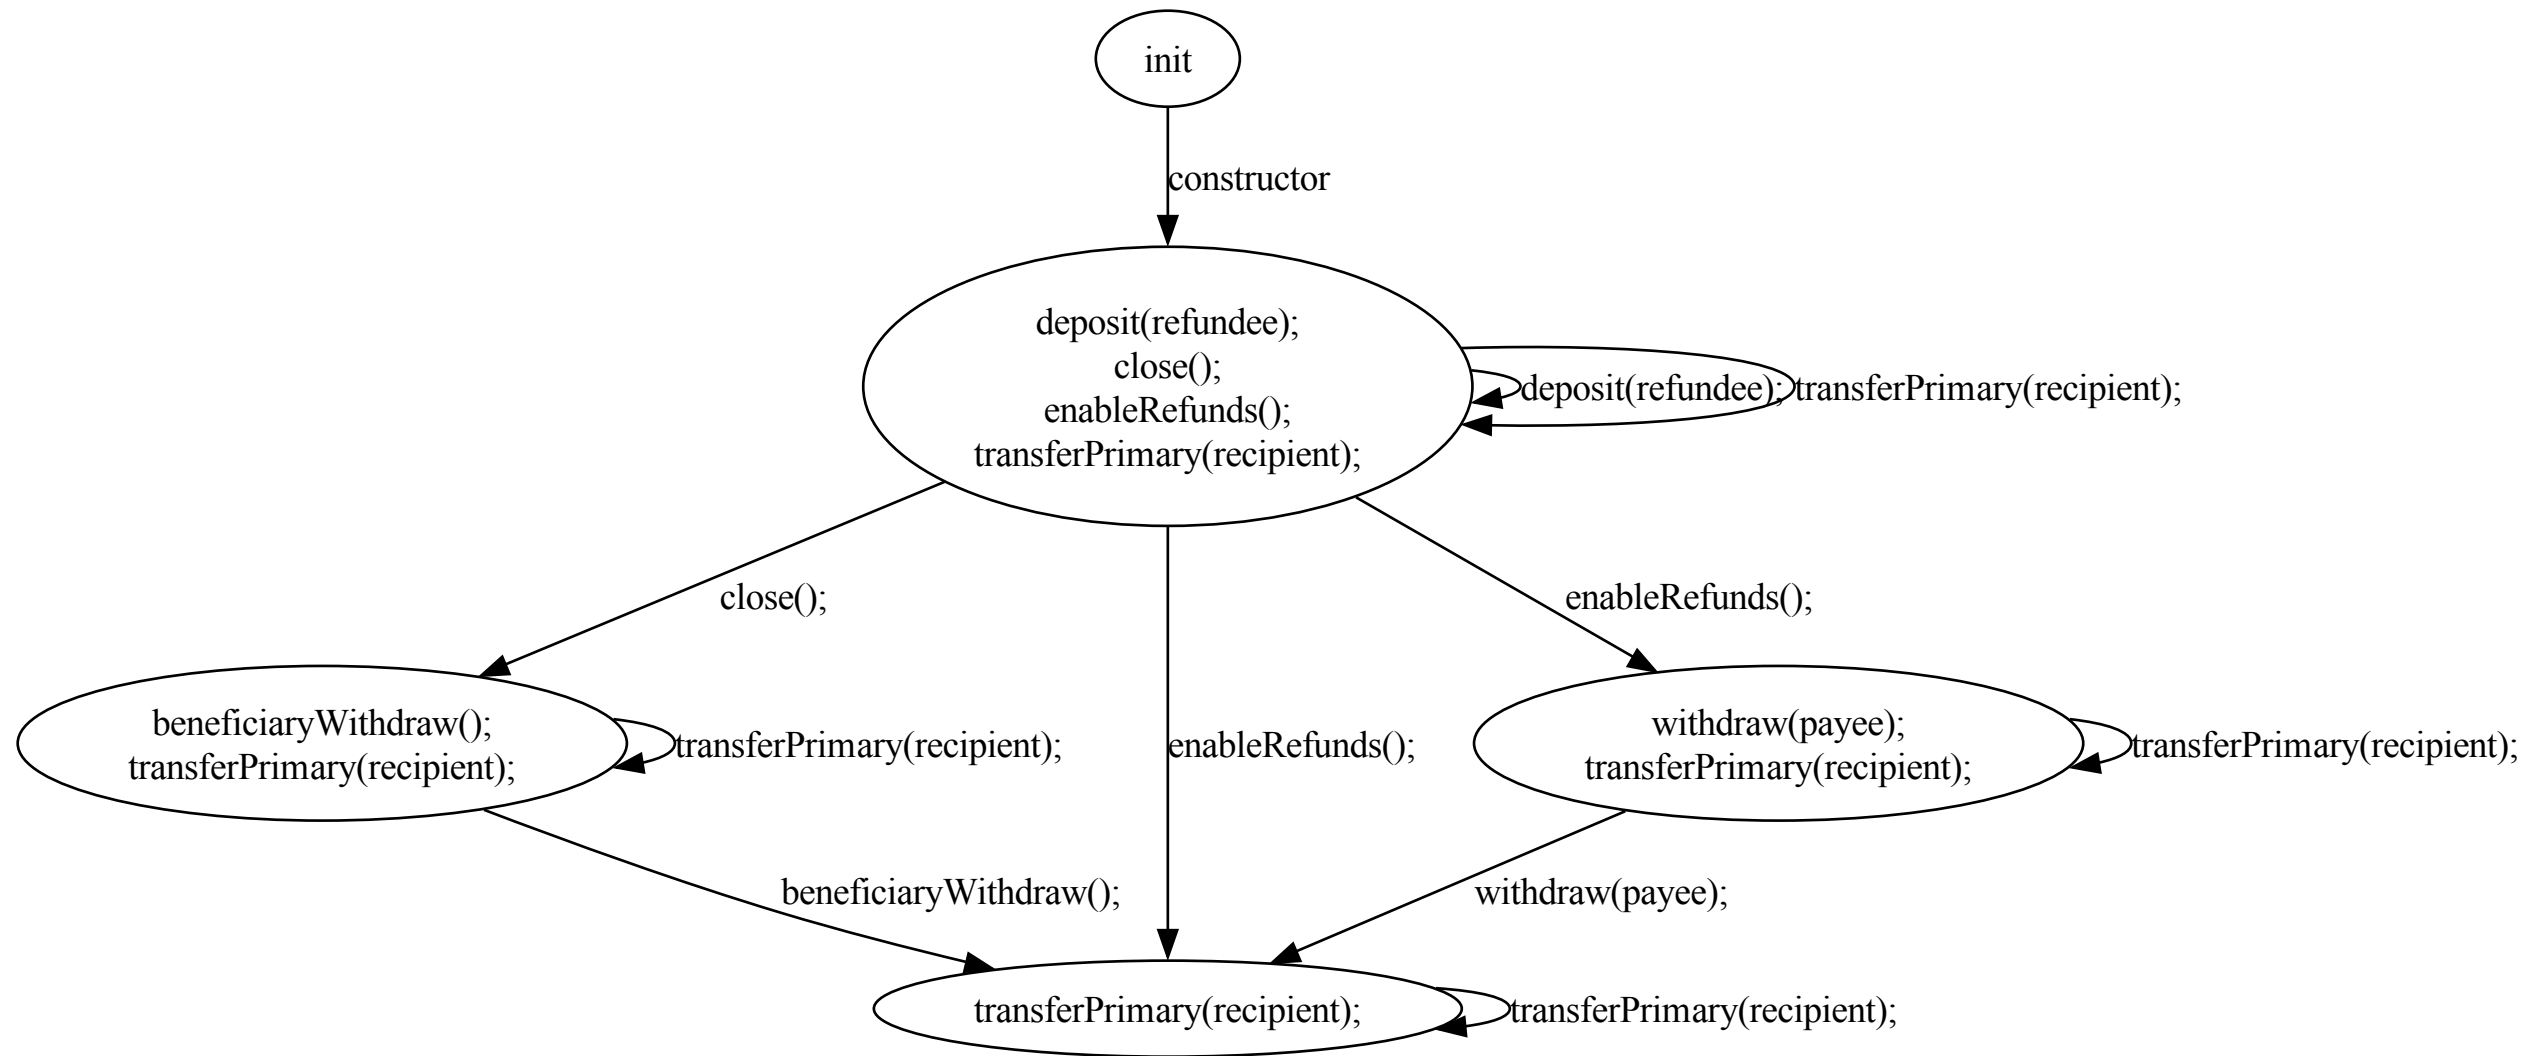 init
constructor
deposit(refundee);
close();
enableRefunds();
transferPrimary(recipient);
deposit(refundee);
transferPrimary(recipient);
close();
enableRefunds();
beneficiaryWithdraw();
transferPrimary(recipient);
transferPrimary(recipient);
enableRefunds();
withdraw(payee);
transferPrimary(recipient);
transferPrimary(recipient);
beneficiaryWithdraw();
withdraw(payee);
transferPrimary(recipient);
transferPrimary(recipient);